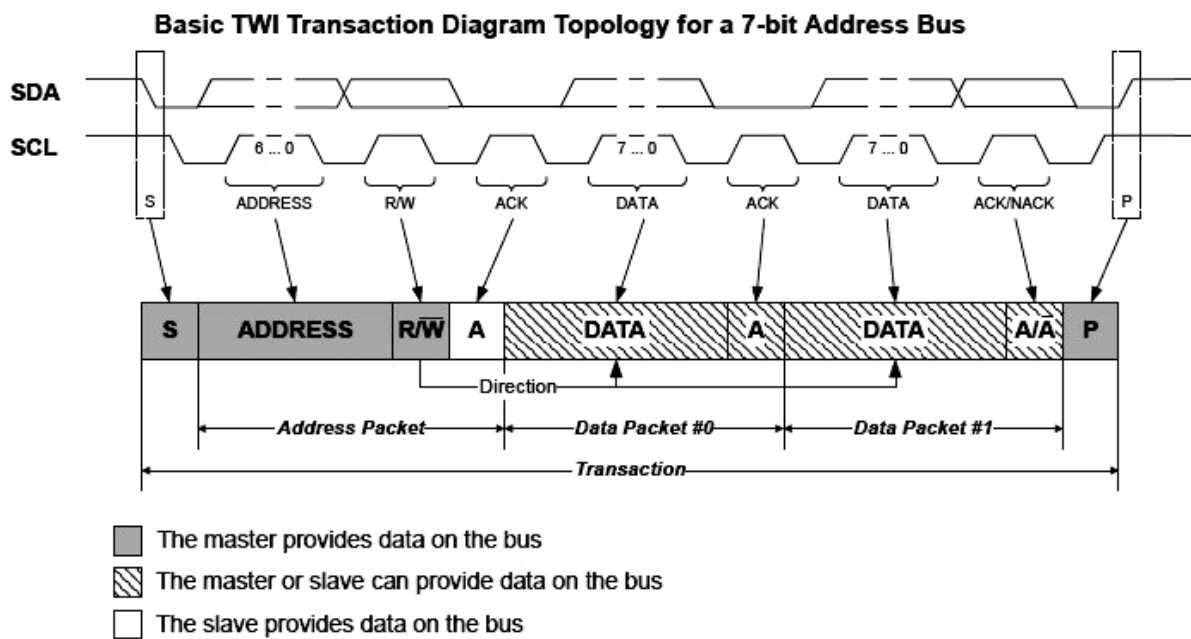 Basic TWI Transaction Diagram Topology for a 7-bit Address Bus
SDA
SCL
6 ... 0
7 ... 0
7 ... 0
S
ADDRESS
R/W
ACK
DATA
ACK
DATA
ACK/NACK
P
S
ADDRESS
R/W̅
A
DATA
A
DATA
A/A̅
P
Direction
Address Packet
Data Packet #0
Data Packet #1
Transaction
The master provides data on the bus
The master or slave can provide data on the bus
The slave provides data on the bus